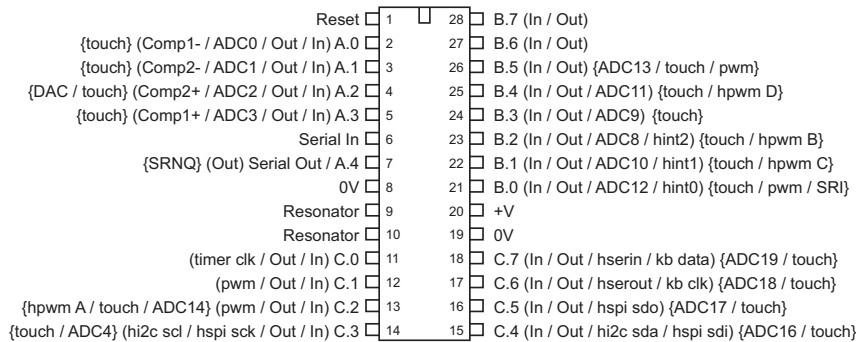 Reset 1 28 B.7 (In / Out)
{touch} (Comp1- / ADC0 / Out / In) A.0 2 27 B.6 (In / Out)
{touch} (Comp2- / ADC1 / Out / In) A.1 3 26 B.5 (In / Out) {ADC13 / touch / pwm}
{DAC / touch} (Comp2+ / ADC2 / Out / In) A.2 4 25 B.4 (In / Out / ADC11) {touch / hpwm D}
{touch} (Comp1+ / ADC3 / Out / In) A.3 5 24 B.3 (In / Out / ADC9) {touch}
Serial In 6 23 B.2 (In / Out / ADC8 / hint2) {touch / hpwm B}
{SRNQ} (Out) Serial Out / A.4 7 22 B.1 (In / Out / ADC10 / hint1) {touch / hpwm C}
0V 8 21 B.0 (In / Out / ADC12 / hint0) {touch / pwm / SRI}
Resonator 9 20 +V
Resonator 10 19 0V
(timer clk / Out / In) C.0 11 18 C.7 (In / Out / hserin / kb data) {ADC19 / touch}
(pwm / Out / In) C.1 12 17 C.6 (In / Out / hserout / kb clk) {ADC18 / touch}
{hpwm A / touch / ADC14} (pwm / Out / In) C.2 13 16 C.5 (In / Out / hspi sdo) {ADC17 / touch}
{touch / ADC4} (hi2c scl / hspi sck / Out / In) C.3 14 15 C.4 (In / Out / hi2c sda / hspi sdi) {ADC16 / touch}